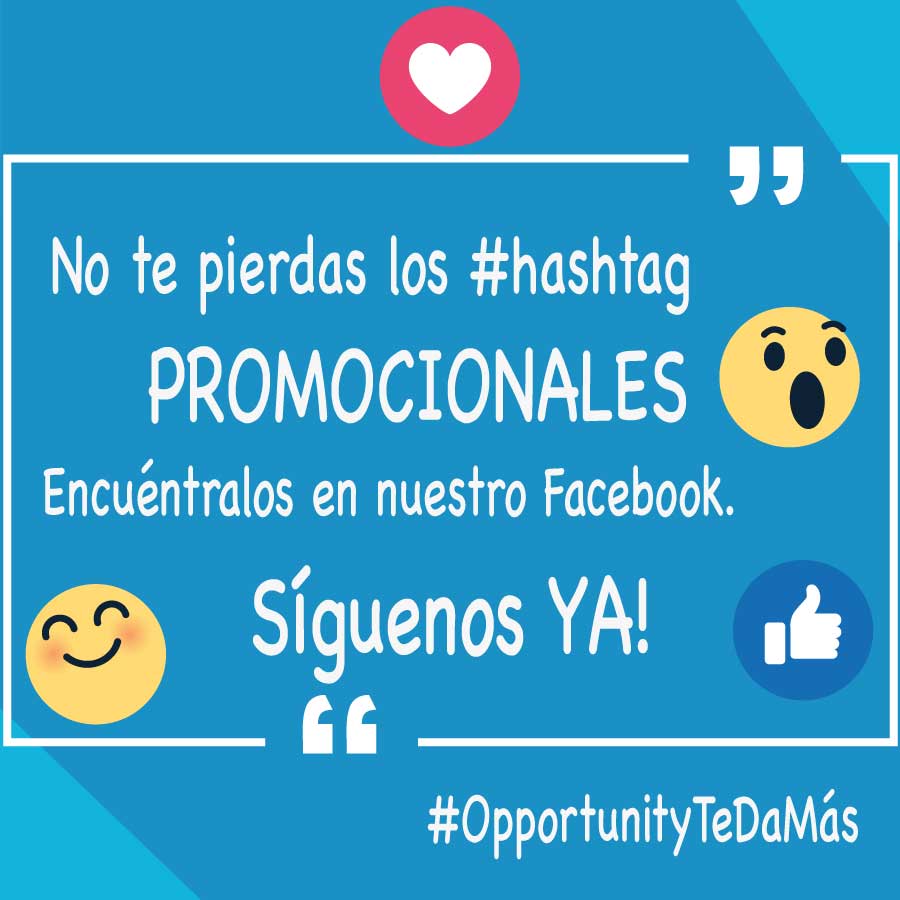 No te pierdas los #hashtag
PROMOCIONALES
Encuéntralos en nuestro Facebook.
Síguenos YA!
#OpportunityTeDaMás